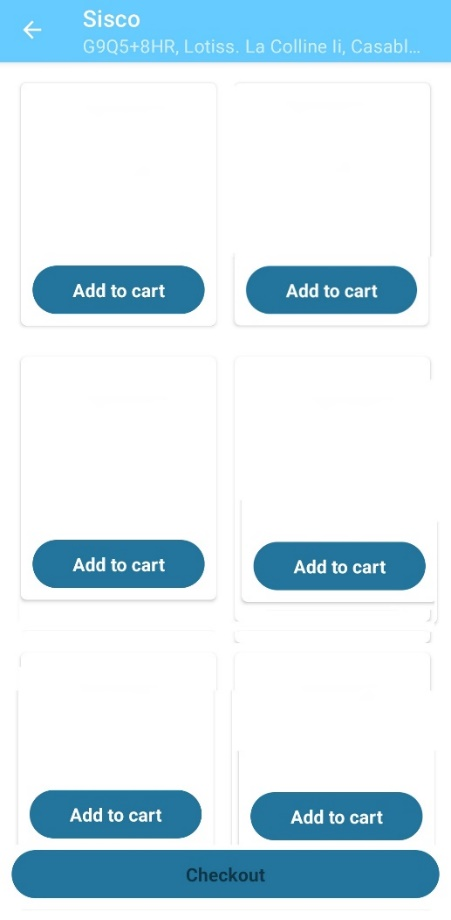 Sisco
G9Q5+8HR, Lotiss. La Colline Ii, Casabl...
Add to cart
Add to cart
Add to cart
Add to cart
Add to cart
Add to cart
Checkout